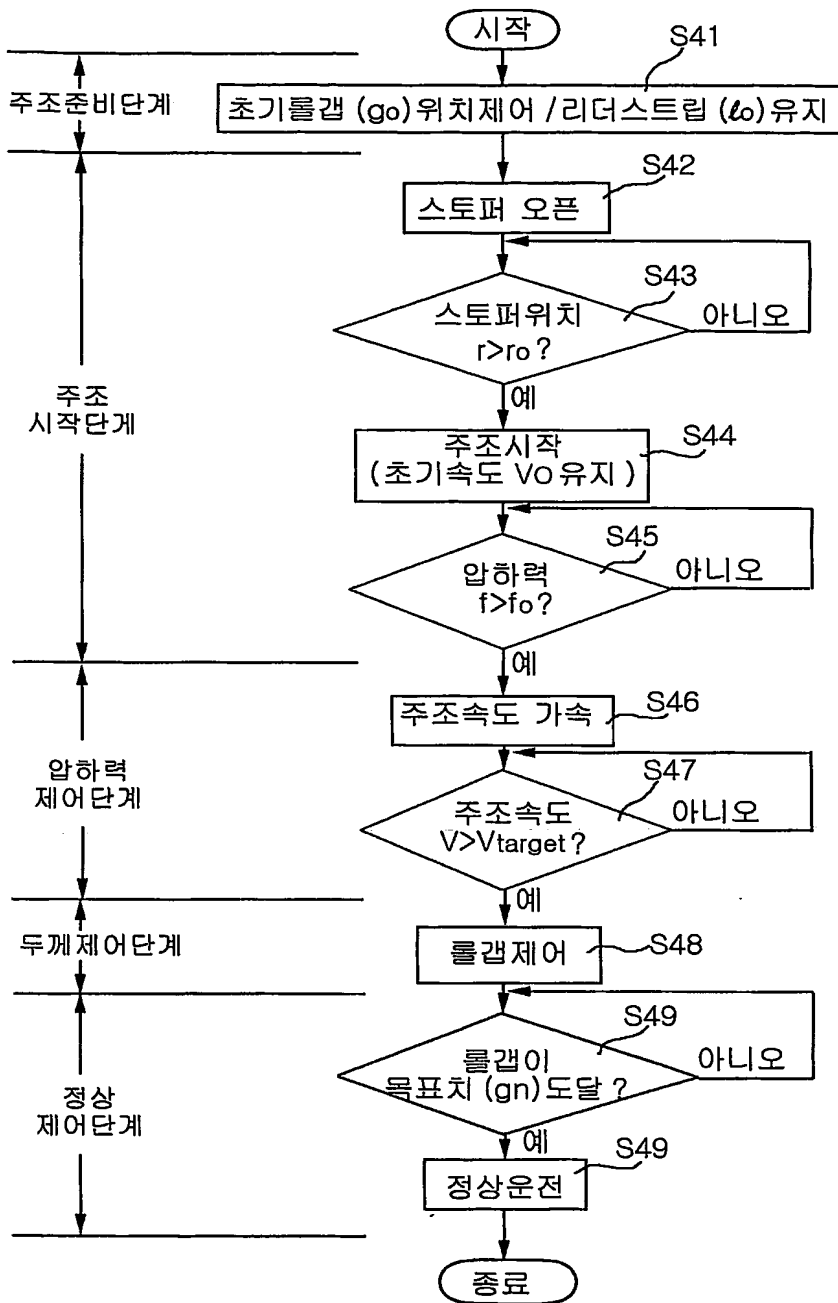 시작
S41
주조준비단계
초기롤갭 (go) 위치제어 / 리더스트립 (ℓo) 유지
S42
스토퍼 오픈
S43
스토퍼위치
r>ro ?
아니오
예
주조
시작단계
S44
주조시작
(초기속도 VO 유지)
S45
압하력
f>fo?
아니오
예
S46
주조속도 가속
압하력
제어단계
S47
주조속도
V>Vtarget ?
아니오
예
두께제어단계
S48
롤갭제어
S49
롤갭이
목표치 (gn) 도달 ?
아니오
예
정상
제어단계
S49
정상운전
종료